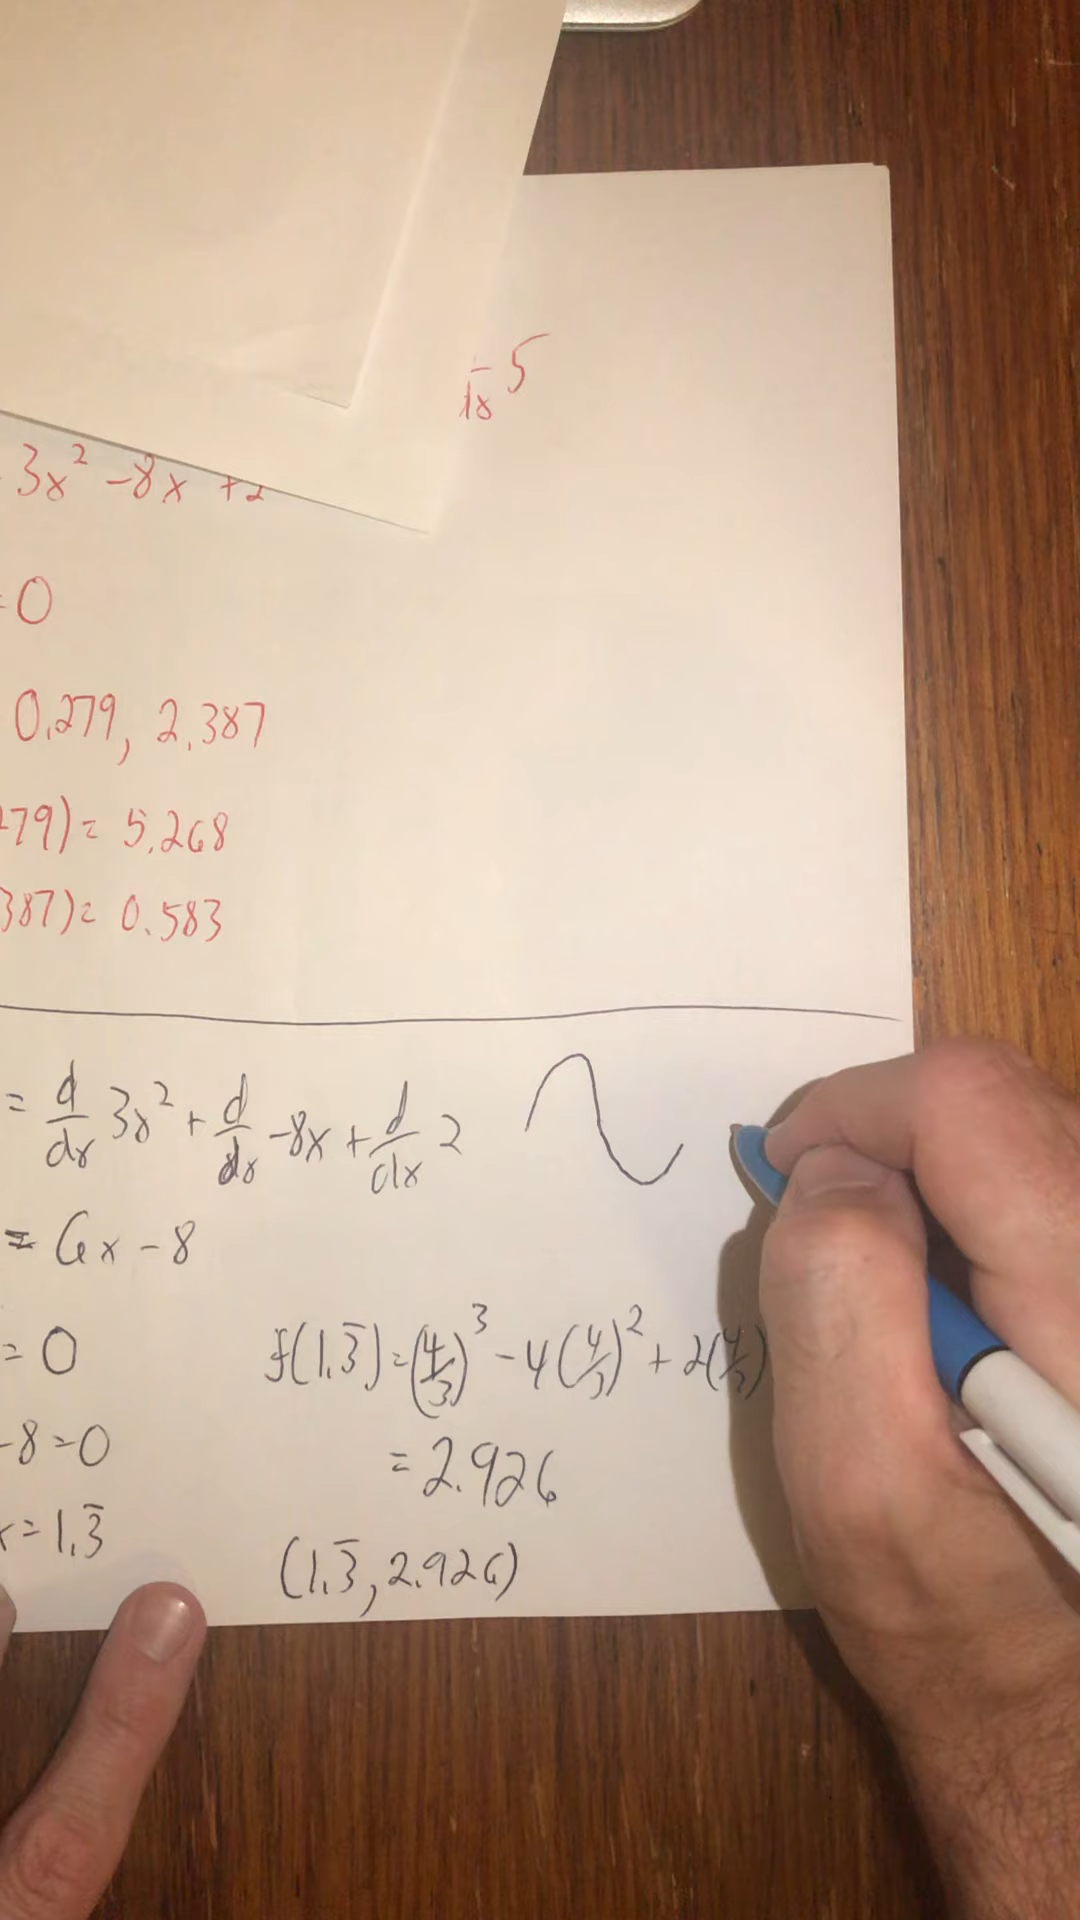 d/dx 5
3x² -8x +2
=0
0.279, 2.387
279)= 5.268
387)= 0.583
= d/dx 3x² + d/dx -8x + d/dx 2
= 6x - 8
= 0
f(1.3̅)=(4/3)³ - 4(4/3)² + 2(4/3)
-8=0
= 2.926
x=1.3̅
(1.3̅, 2.926)